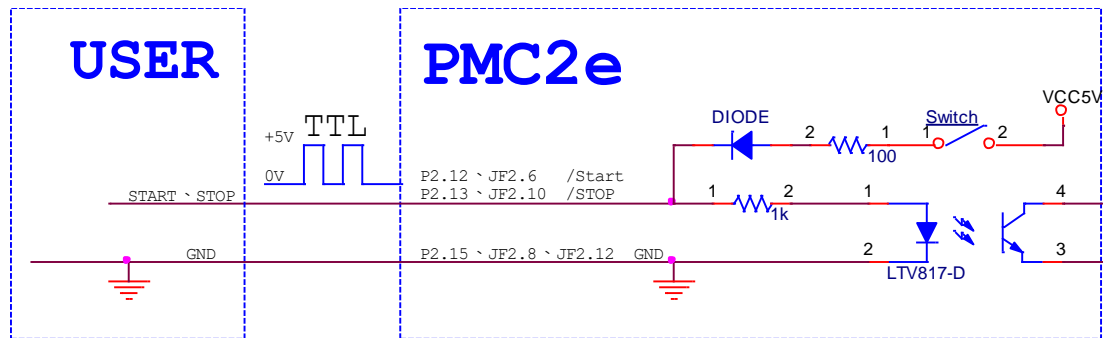 USER
PMC2e
VCC5V
DIODE
Switch
2
1
1
2
100
+5V
TTL
0V
P2.12、JF2.6 /Start
P2.13、JF2.10 /STOP
START、STOP
1
2
1k
1
4
GND
P2.15、JF2.8、JF2.12 GND
2
3
LTV817-D